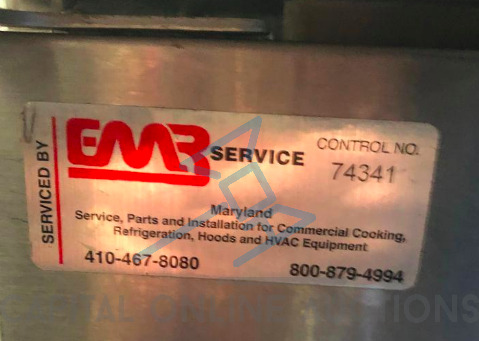 SERVICED BY
EMR SERVICE
CONTROL NO.
74341
Maryland
Service, Parts and Installation for Commercial Cooking,
Refrigeration, Hoods and HVAC Equipment
410-467-8080 800-879-4994